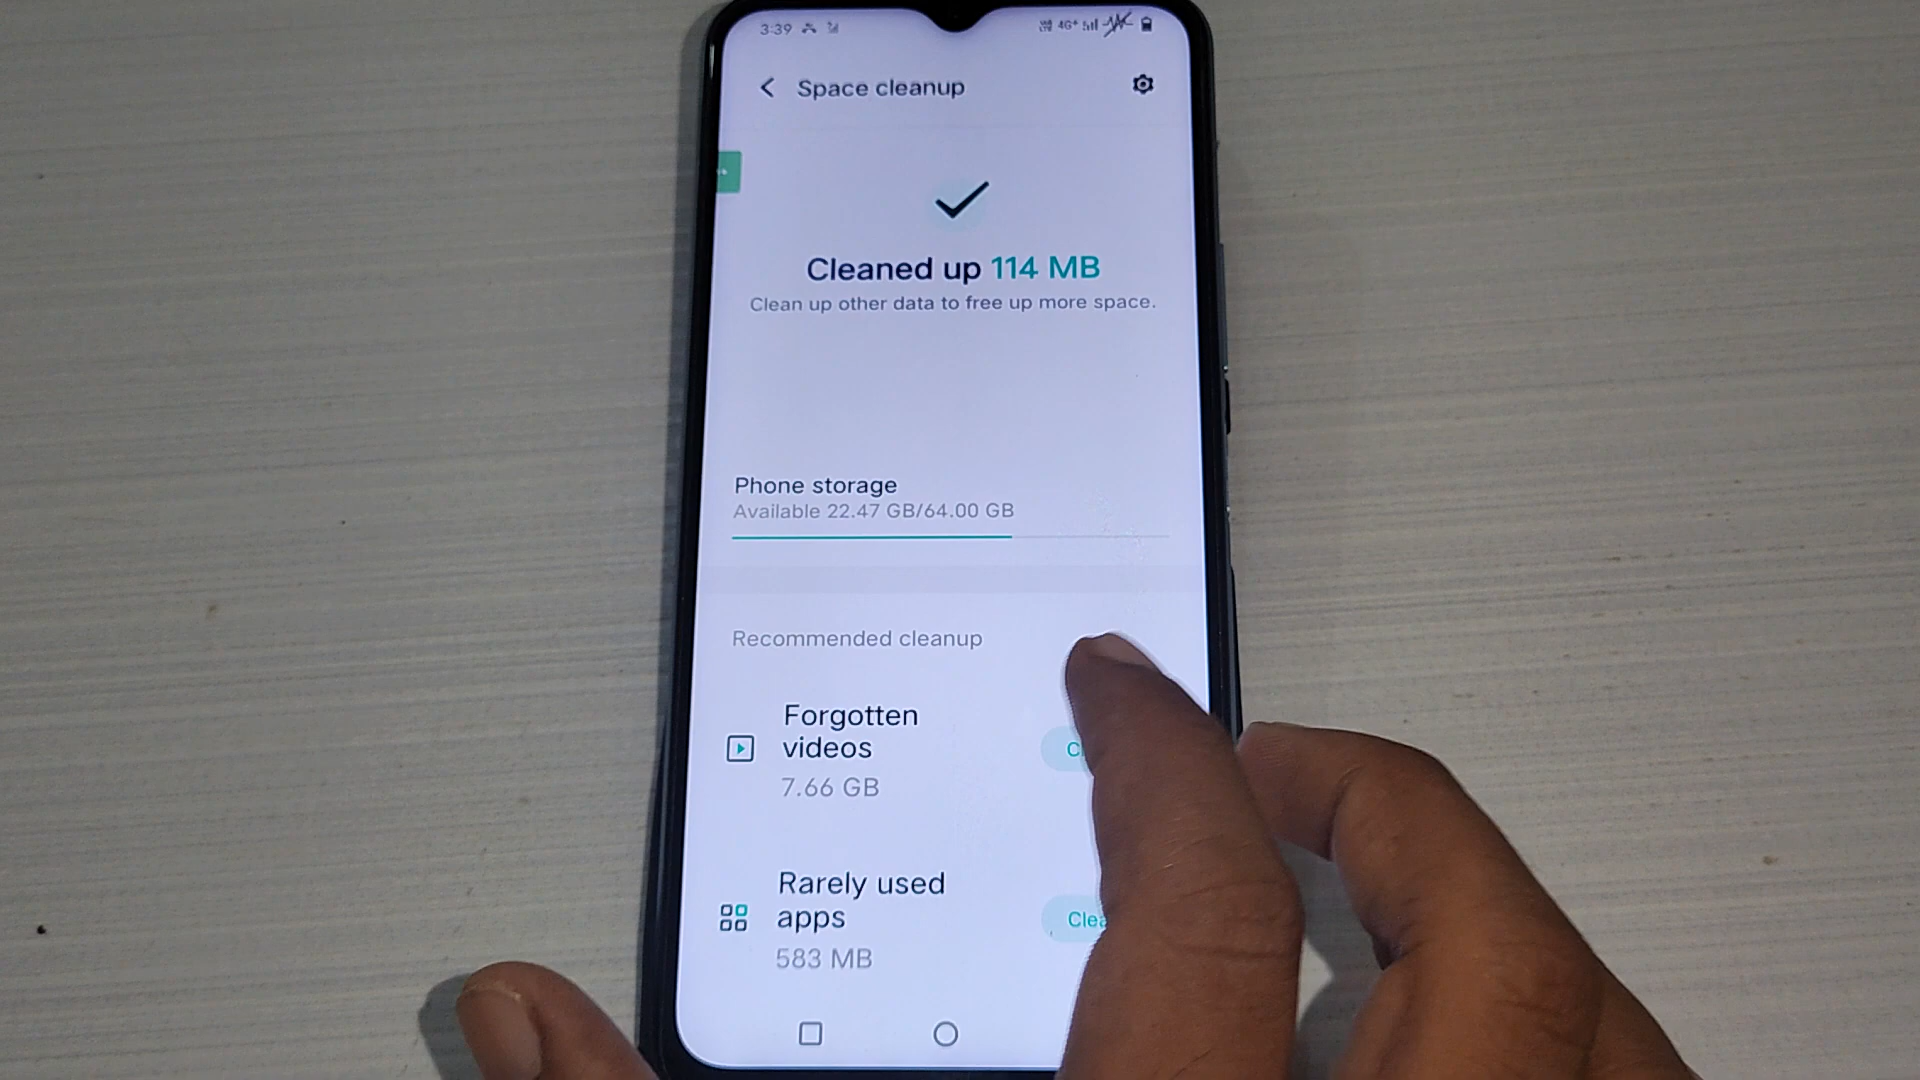 3:39
4G+
Space cleanup
Cleaned up 114 MB
Clean up other data to free up more space.
Phone storage
Available 22.47 GB/64.00 GB
Recommended cleanup
Forgotten
videos
7.66 GB
Rarely used
apps
583 MB